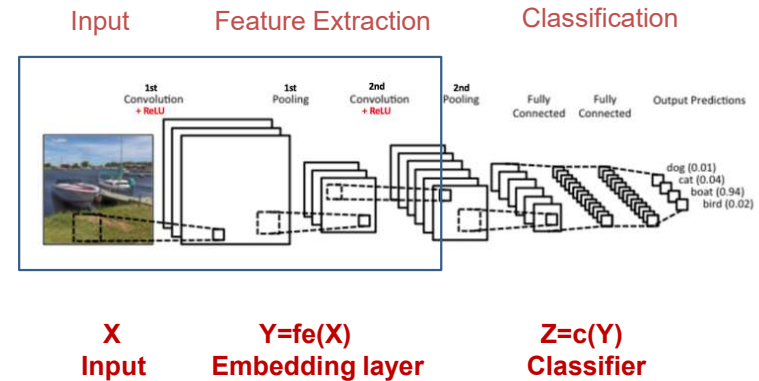 Input Feature Extraction Classification
1st
Convolution
+ ReLU
1st
Pooling
2nd
Convolution
+ ReLU
2nd
Pooling
Fully
Connected
Fully
Connected
Output Predictions
dog (0.01)
cat (0.04)
boat (0.94)
bird (0.02)
X Y=fe(X) Z=c(Y)
Input Embedding layer Classifier